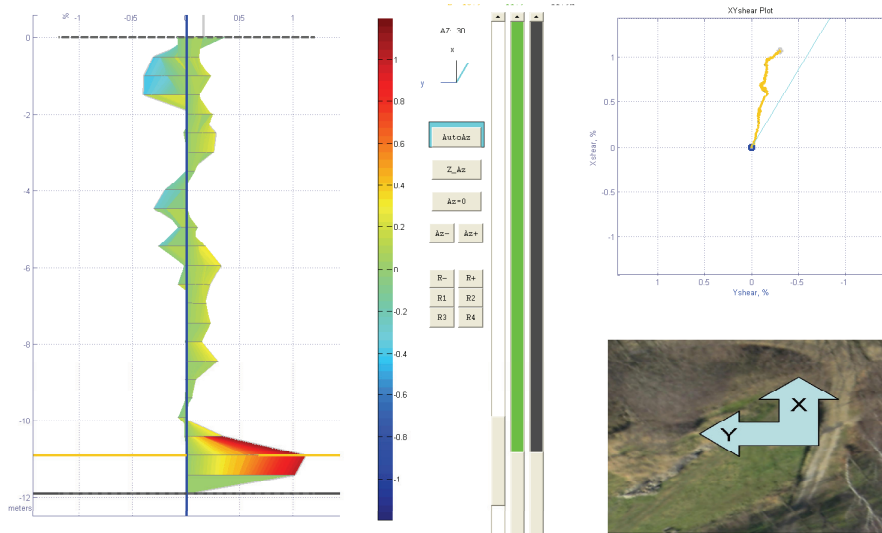 %
0
-2
-4
-6
-8
-10
-12
meters
-1
-0.5
0
0.5
1
1
0.8
0.6
0.4
0.2
0
-0.2
-0.4
-0.6
-0.8
-1
AZ: 30
x
y
AutoAz
Z_Az
Az=0
Az- Az+
R- R+
R1 R2
R3 R4
XYshear Plot
Xshear, %
1
0.5
0
-0.5
-1
1 0.5 0 -0.5 -1
Yshear, %
X
Y